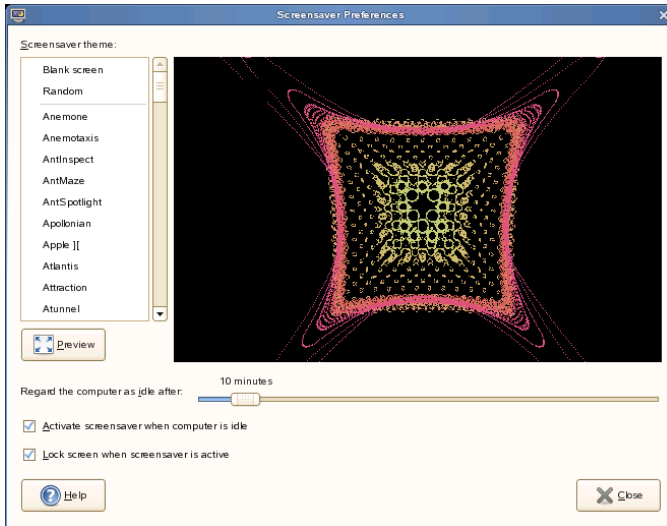 Screensaver Preferences
Screensaver theme:
Blank screen
Random
Anemone
Anemotaxis
AntInspect
AntMaze
AntSpotlight
Apollonian
Apple ][
Atlantis
Attraction
Atunnel
Preview
10 minutes
Regard the computer as idle after:
Activate screensaver when computer is idle
Lock screen when screensaver is active
Help
Close